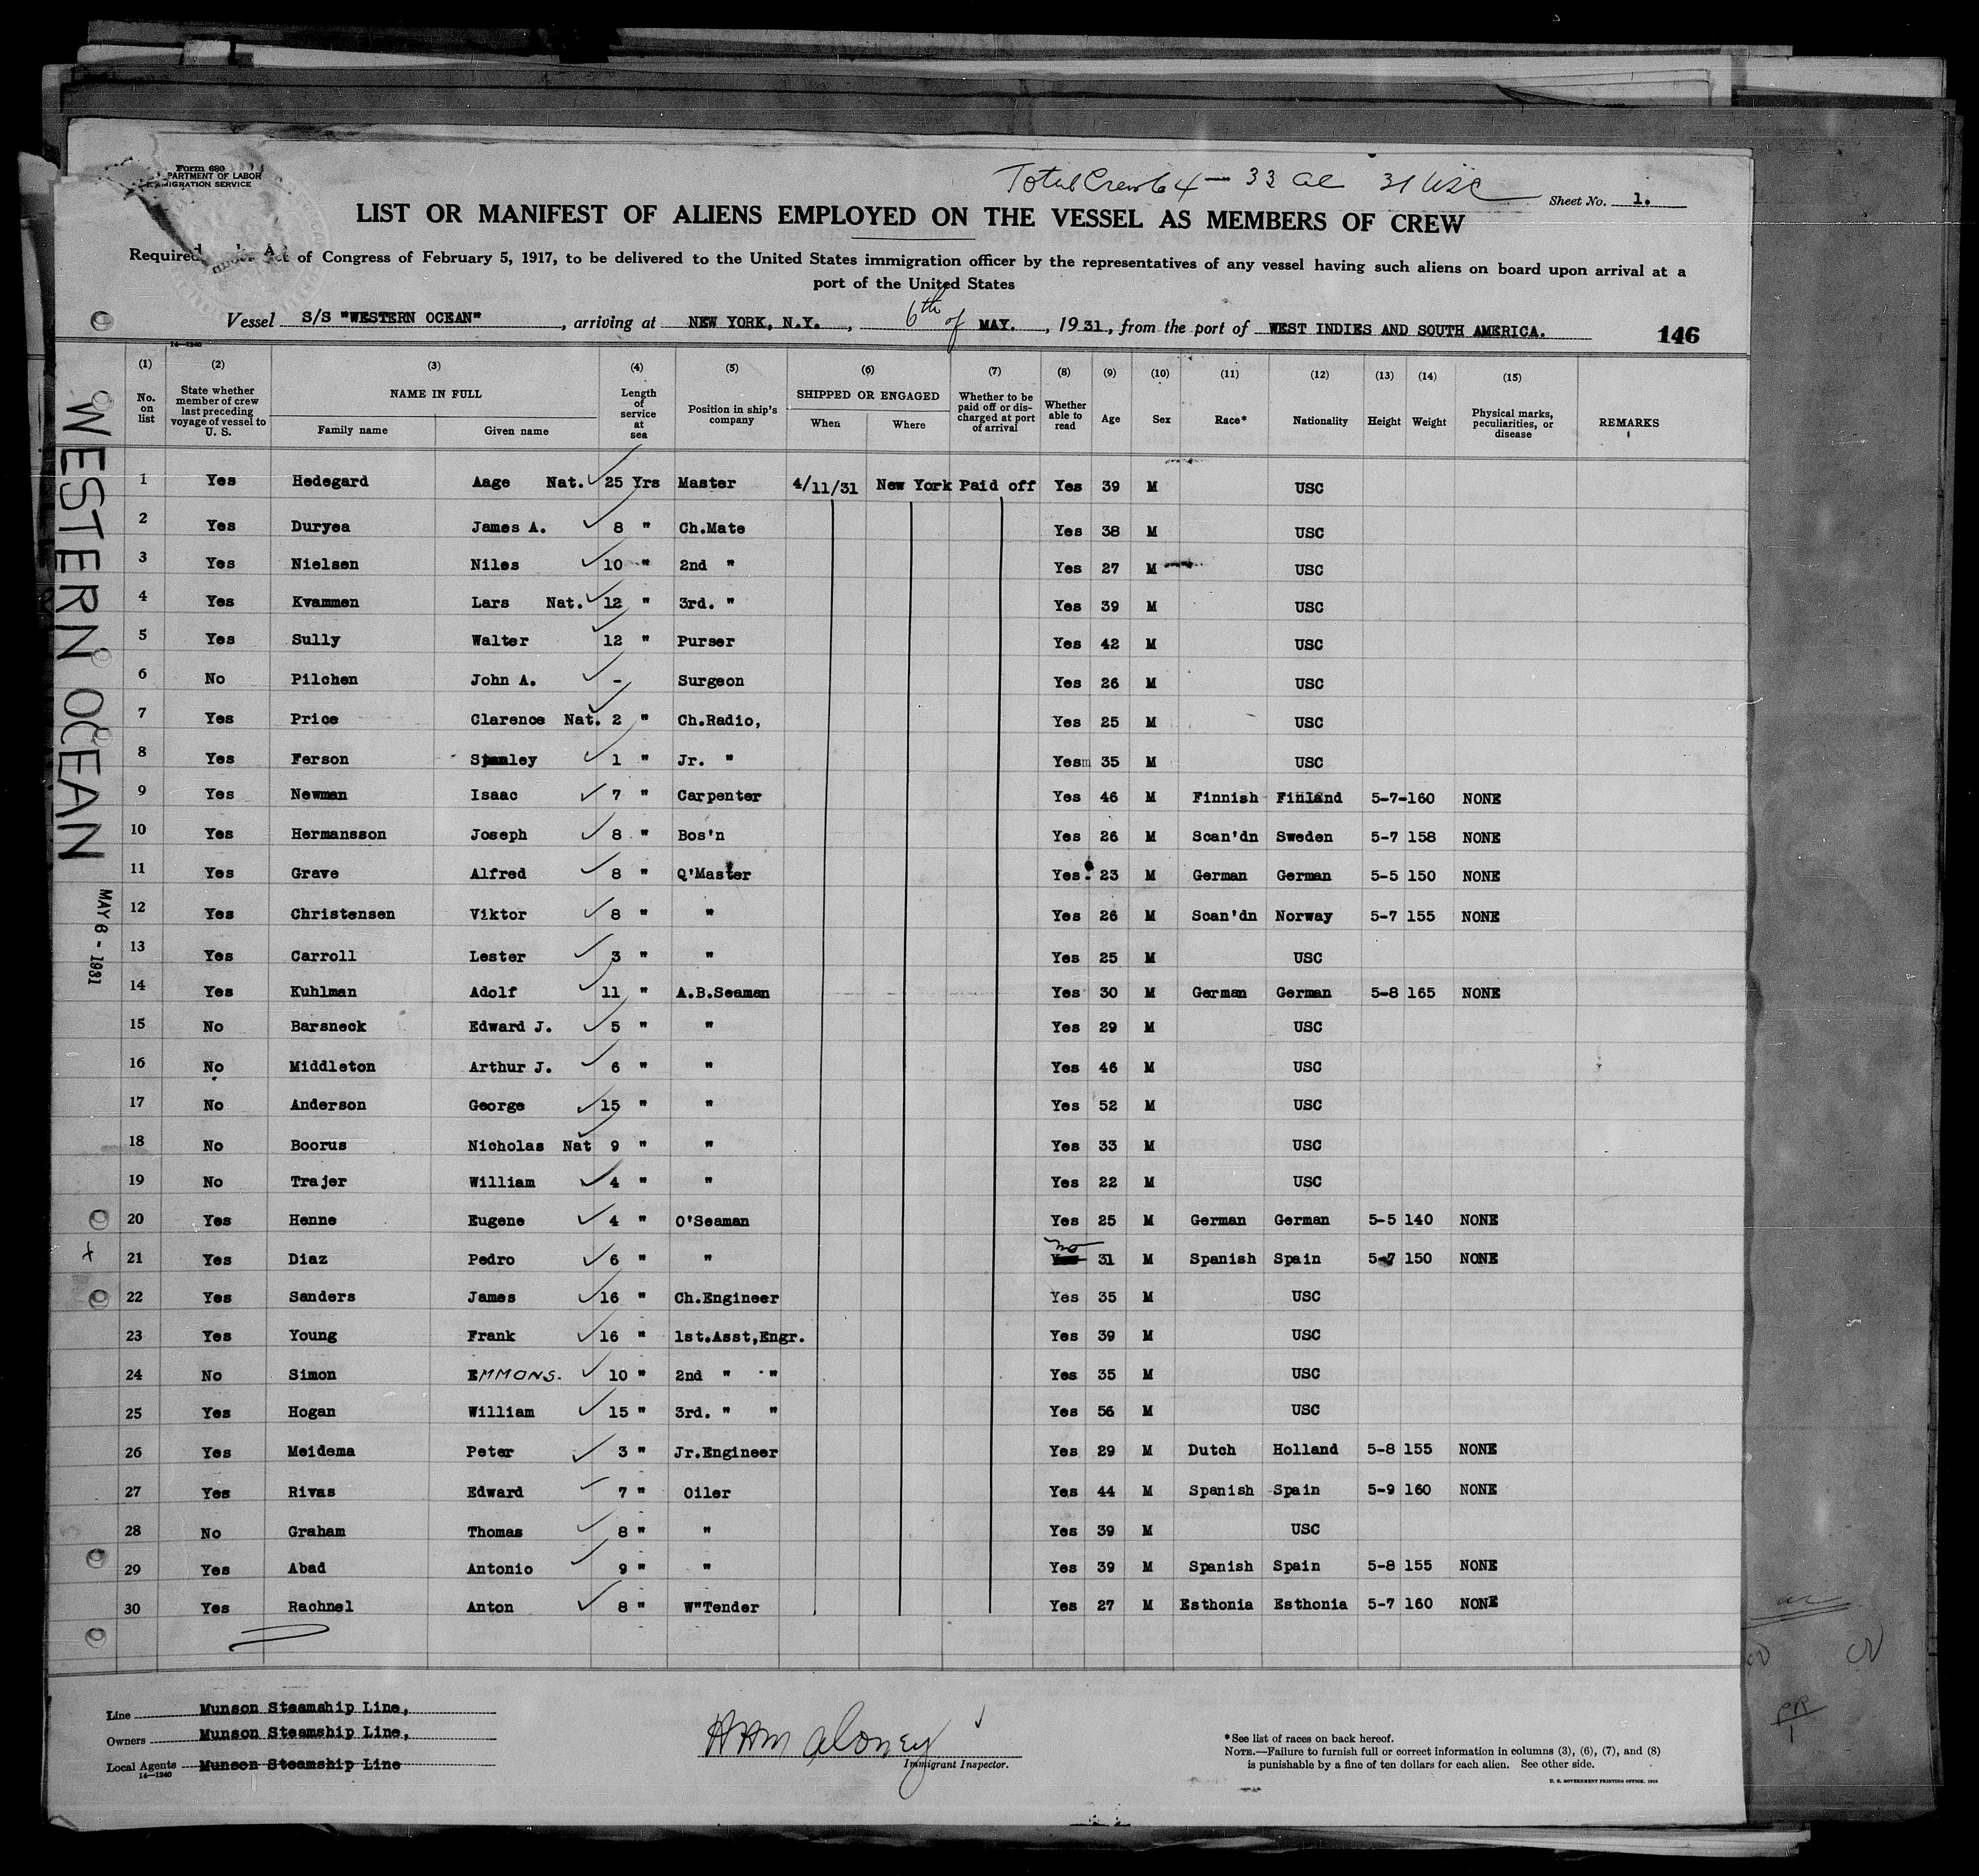 Form 680
PARTMENT OF LABOR
IMMIGRATION SERVICE
Total Crew 64 — 33 al 31 USC
Sheet No. 1.
LIST OR MANIFEST OF ALIENS EMPLOYED ON THE VESSEL AS MEMBERS OF CREW
Required under Act of Congress of February 5, 1917, to be delivered to the United States immigration officer by the representatives of any vessel having such aliens on board upon arrival at a
port of the United States
Vessel S/S "WESTERN OCEAN", arriving at NEW YORK, N.Y., 6th of MAY., 1931, from the port of WEST INDIES AND SOUTH AMERICA.
146
14—1240
(1) (2) (3) (4) (5) (6) (7) (8) (9) (10) (11) (12) (13) (14) (15)
No. on list
State whether member of crew last preceding voyage of vessel to U. S.
NAME IN FULL
Family name
Given name
Length of service at sea
Position in ship's company
SHIPPED OR ENGAGED
When
Where
Whether to be paid off or discharged at port of arrival
Whether able to read
Age
Sex
Race*
Nationality
Height
Weight
Physical marks, peculiarities, or disease
REMARKS
1 Yes Hedegard Aage Nat. 25 Yrs Master 4/11/31 New York Paid off Yes 39 M USC
2 Yes Duryea James A. 8 " Ch.Mate Yes 38 M USC
3 Yes Nielsen Niles 10 " 2nd " Yes 27 M USC
4 Yes Kvammen Lars Nat. 12 " 3rd. " Yes 39 M USC
5 Yes Sully Walter 12 " Purser Yes 42 M USC
6 No Pilchen John A. - Surgeon Yes 26 M USC
7 Yes Price Clarence Nat. 2 " Ch.Radio, Yes 25 M USC
8 Yes Ferson Stanley 1 " Jr. " Yes 35 M USC
9 Yes Newman Isaac 7 " Carpenter Yes 46 M Finnish Finland 5-7-160 NONE
10 Yes Hermansson Joseph 8 " Bos'n Yes 26 M Scan'dn Sweden 5-7 158 NONE
11 Yes Grave Alfred 8 " Q'Master Yes. 23 M German German 5-5 150 NONE
12 Yes Christensen Viktor 8 " " Yes 26 M Scan'dn Norway 5-7 155 NONE
13 Yes Carroll Lester 3 " " Yes 25 M USC
14 Yes Kuhlman Adolf 11 " A.B.Seaman Yes 30 M German German 5-8 165 NONE
15 No Barsneck Edward J. 5 " " Yes 29 M USC
16 No Middleton Arthur J. 6 " " Yes 46 M USC
17 No Anderson George 15 " " Yes 52 M USC
18 No Boorus Nicholas Nat 9 " " Yes 33 M USC
19 No Trajer William 4 " " Yes 22 M USC
20 Yes Henne Eugene 4 " O'Seaman Yes 25 M German German 5-5 140 NONE
21 Yes Diaz Pedro 6 " " no 31 M Spanish Spain 5-7 150 NONE
22 Yes Sanders James 16 " Ch.Engineer Yes 35 M USC
23 Yes Young Frank 16 " 1st.Asst,Engr. Yes 39 M USC
24 No Simon EMMONS. 10 " 2nd " " Yes 35 M USC
25 Yes Hogan William 15 " 3rd. " " Yes 56 M USC
26 Yes Meidema Peter 3 " Jr.Engineer Yes 29 M Dutch Holland 5-8 155 NONE
27 Yes Rivas Edward 7 " Oiler Yes 44 M Spanish Spain 5-9 160 NONE
28 No Graham Thomas 8 " " Yes 39 M USC
29 Yes Abad Antonio 9 " " Yes 39 M Spanish Spain 5-8 155 NONE
30 Yes Rachnel Anton 8 " W"Tender Yes 27 M Esthonia Esthonia 5-7 160 NONE
WESTERN OCEAN
MAY 6 - 1931
Line Munson Steamship Line,
Owners Munson Steamship Line,
Local Agents Munson Steamship Line
14—1240
Immigrant Inspector.
*See list of races on back hereof.
NOTE.—Failure to furnish full or correct information in columns (3), (6), (7), and (8)
is punishable by a fine of ten dollars for each alien. See other side.
U. S. GOVERNMENT PRINTING OFFICE. 1929
PR
1